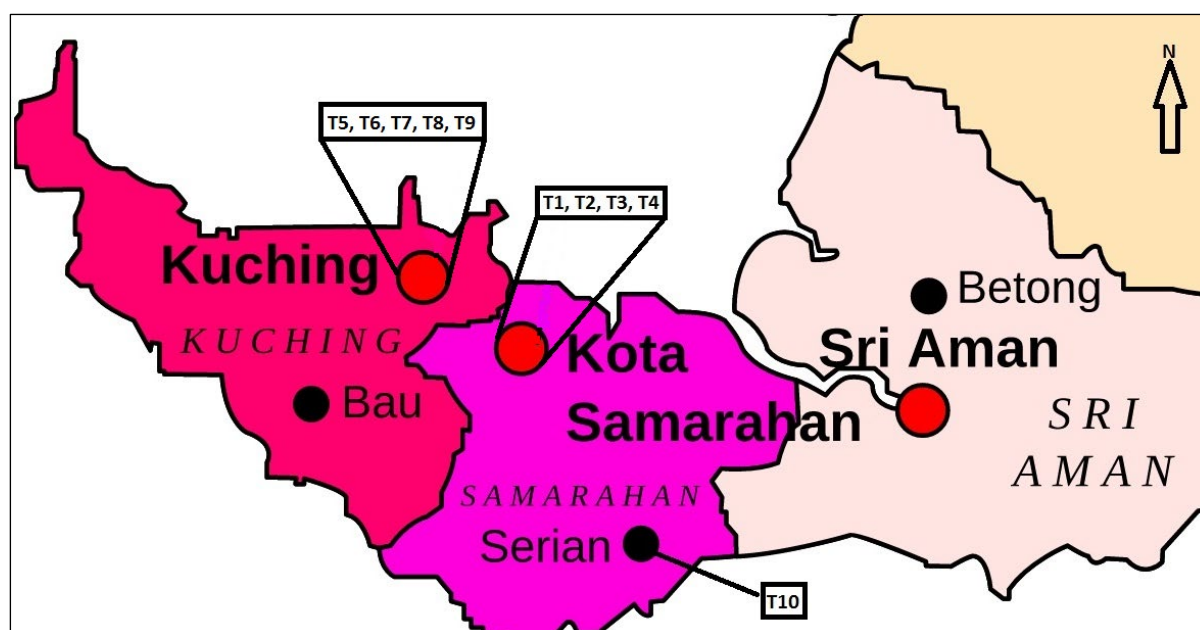 N
T5, T6, T7, T8, T9
T1, T2, T3, T4
Kuching
KUCHING
Bau
Kota
Samarahan
SAMARAHAN
Serian
T10
Betong
Sri Aman
SRI
AMAN